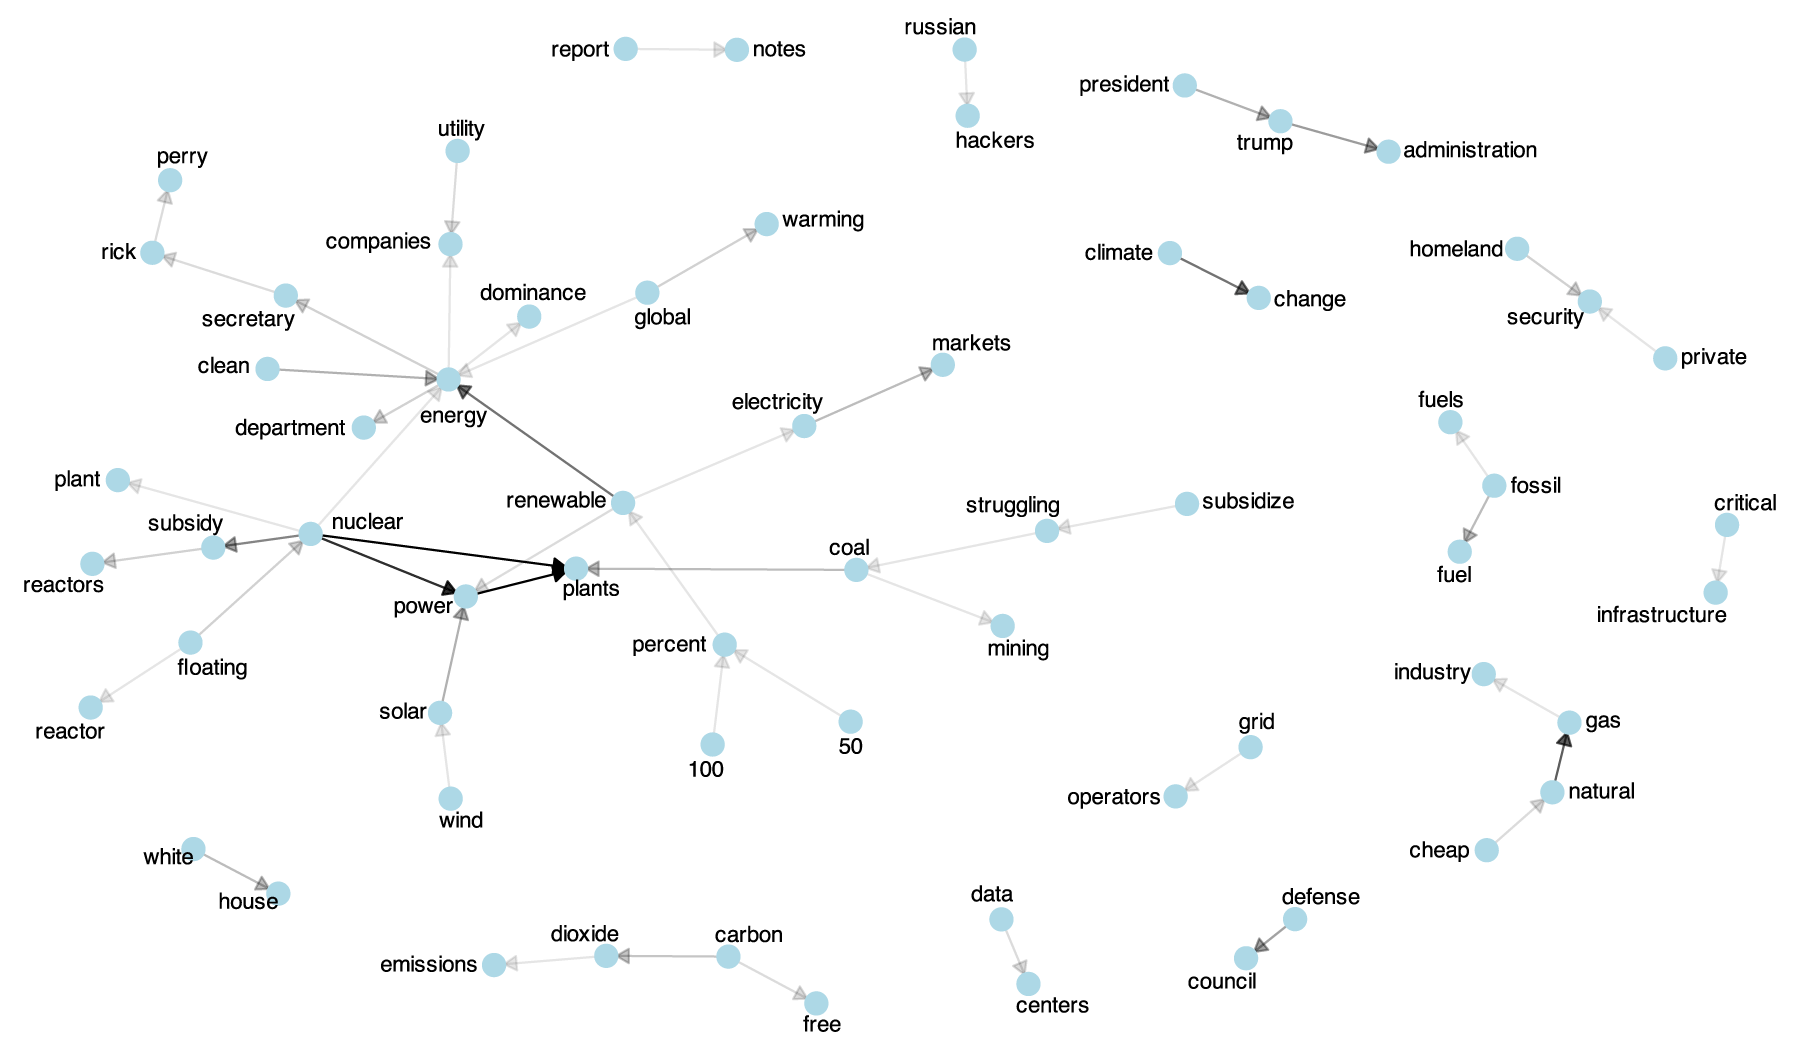 russian
report
notes
president
hackers
trump
administration
utility
perry
warming
companies
rick
climate
homeland
dominance
change
secretary
global
security
markets
private
clean
electricity
fuels
energy
department
plant
renewable
subsidize
fossil
struggling
critical
nuclear
subsidy
coal
reactors
fuel
plants
power
infrastructure
percent
mining
floating
industry
solar
grid
gas
reactor
50
100
natural
operators
wind
cheap
white
data
defense
house
dioxide
carbon
emissions
council
centers
free